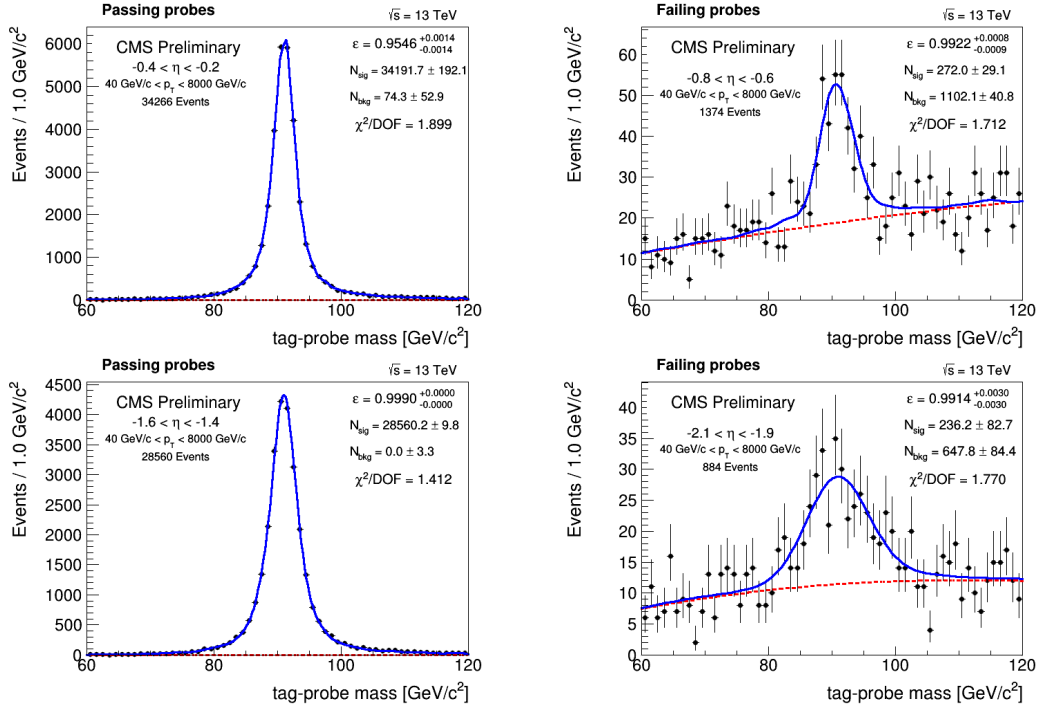 Passing probes
√s = 13 TeV
CMS Preliminary
-0.4 < η < -0.2
40 GeV/c < p_T < 8000 GeV/c
34266 Events
ε = 0.9546 +0.0014 -0.0014
N_sig = 34191.7 ± 192.1
N_bkg = 74.3 ± 52.9
χ²/DOF = 1.899
Events / 1.0 GeV/c²
6000
5000
4000
3000
2000
1000
0
60 80 100 120
tag-probe mass [GeV/c²]
Failing probes
√s = 13 TeV
CMS Preliminary
-0.8 < η < -0.6
40 GeV/c < p_T < 8000 GeV/c
1374 Events
ε = 0.9922 +0.0008 -0.0009
N_sig = 272.0 ± 29.1
N_bkg = 1102.1 ± 40.8
χ²/DOF = 1.712
Events / 1.0 GeV/c²
60
50
40
30
20
10
0
60 80 100 120
tag-probe mass [GeV/c²]
Passing probes
√s = 13 TeV
CMS Preliminary
-1.6 < η < -1.4
40 GeV/c < p_T < 8000 GeV/c
28560 Events
ε = 0.9990 +0.0000 -0.0000
N_sig = 28560.2 ± 9.8
N_bkg = 0.0 ± 3.3
χ²/DOF = 1.412
Events / 1.0 GeV/c²
4500
4000
3500
3000
2500
2000
1500
1000
500
0
60 80 100 120
tag-probe mass [GeV/c²]
Failing probes
√s = 13 TeV
CMS Preliminary
-2.1 < η < -1.9
40 GeV/c < p_T < 8000 GeV/c
884 Events
ε = 0.9914 +0.0030 -0.0030
N_sig = 236.2 ± 82.7
N_bkg = 647.8 ± 84.4
χ²/DOF = 1.770
Events / 1.0 GeV/c²
40
35
30
25
20
15
10
5
0
60 80 100 120
tag-probe mass [GeV/c²]